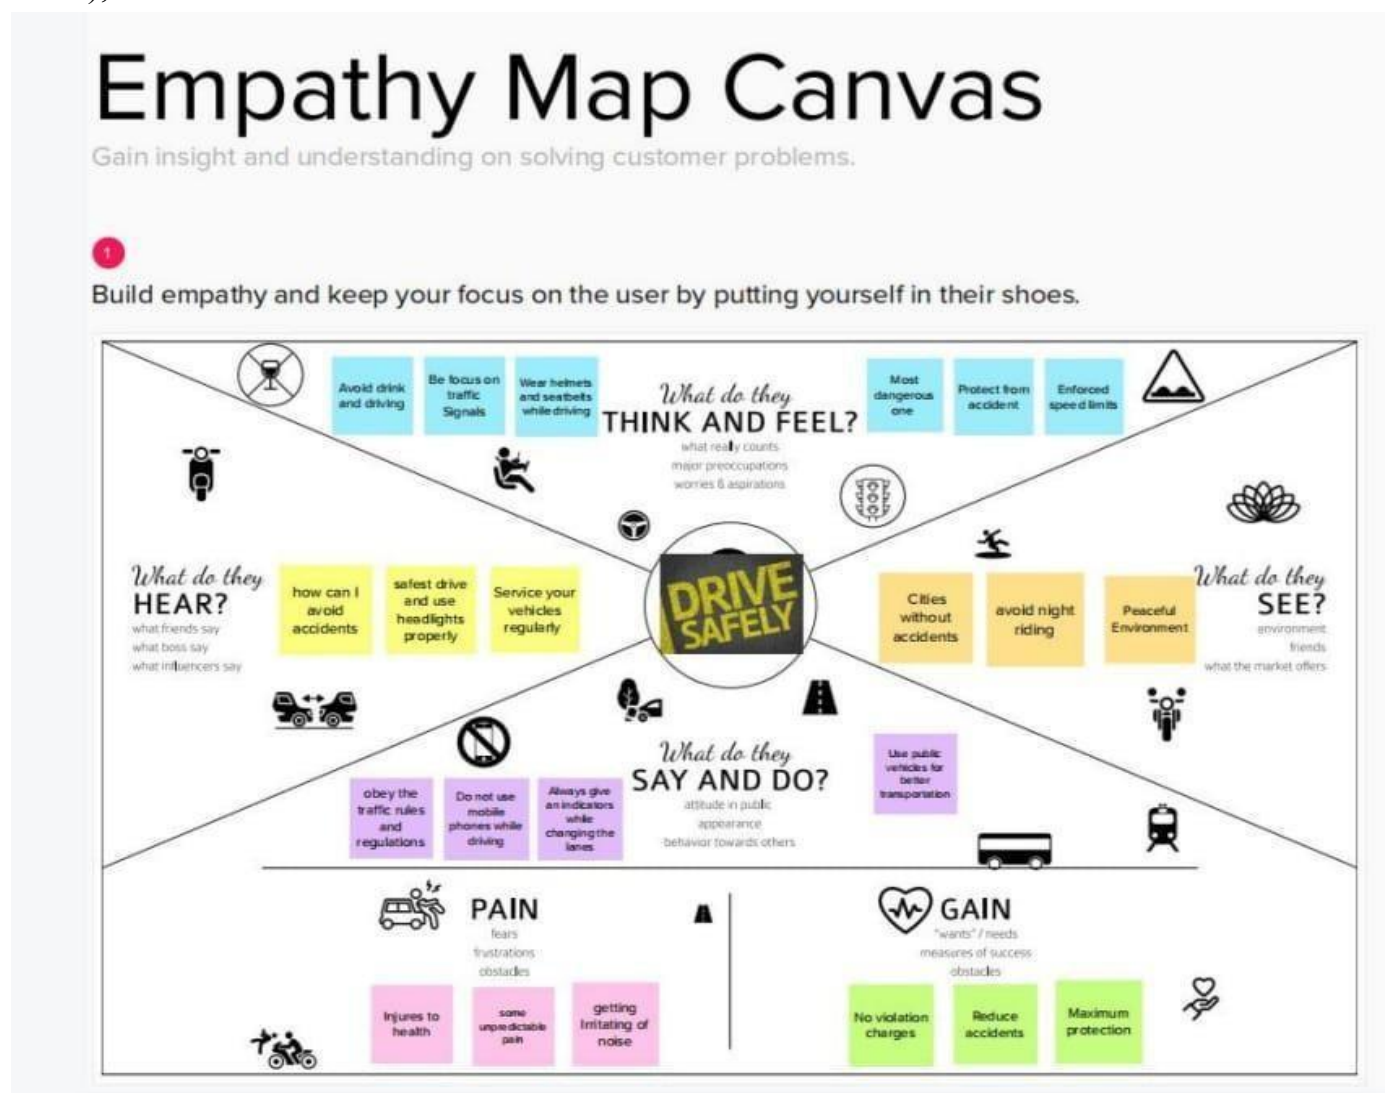 Empathy Map Canvas
Gain insight and understanding on solving customer problems.
1
Build empathy and keep your focus on the user by putting yourself in their shoes.
Avoid drink
and driving
Be focus on
traffic
Signals
Wear helmets
and seatbelts
while driving
What do they
THINK AND FEEL?
what really counts
major preoccupations
worries & aspirations
Most
dangerous
one
Protect from
accident
Enforced
speed limits
What do they
HEAR?
what friends say
what boss say
what influencers say
how can I
avoid
accidents
safest drive
and use
headlights
properly
Service your
vehicles
regularly
DRIVE
SAFELY
Cities
without
accidents
avoid night
riding
Peaceful
Environment
What do they
SEE?
environment
friends
what the market offers
obey the
traffic rules
and
regulations
Do not use
mobile
phones while
driving
Always give
an indicators
while
changing the
lanes
What do they
SAY AND DO?
attitude in public
appearance
behavior towards others
Use public
vehicles for
better
transportation
PAIN
fears
frustrations
obstacles
Injures to
health
some
unpredictable
pain
getting
Irritating of
noise
GAIN
"wants" / needs
measures of success
obstacles
No violation
charges
Reduce
accidents
Maximum
protection